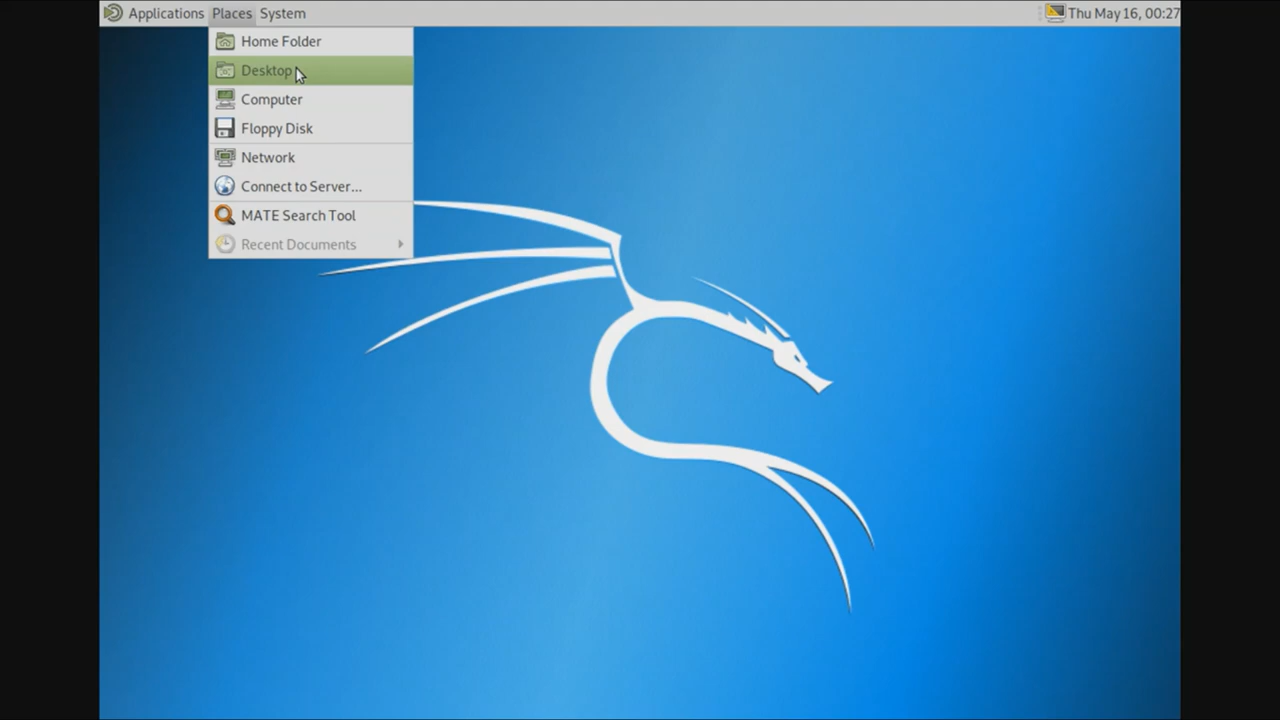 Applications Places System Thu May 16, 00:27
Home Folder
Desktop
Computer
Floppy Disk
Network
Connect to Server...
MATE Search Tool
Recent Documents